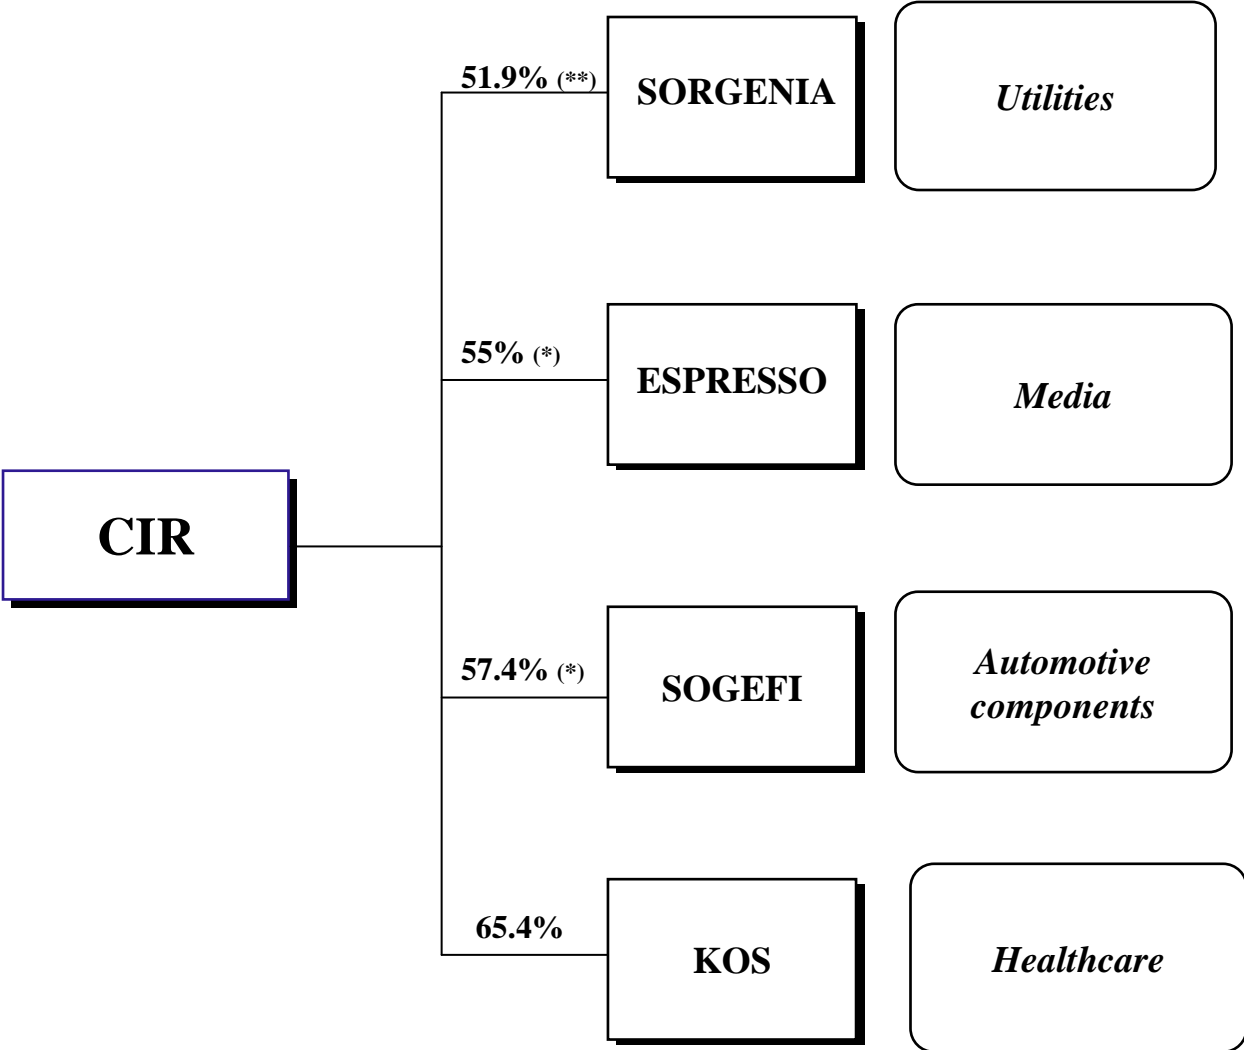 51.9% (**)
SORGENIA
Utilities
55% (*)
ESPRESSO
Media
CIR
57.4% (*)
SOGEFI
Automotive
components
65.4%
KOS
Healthcare